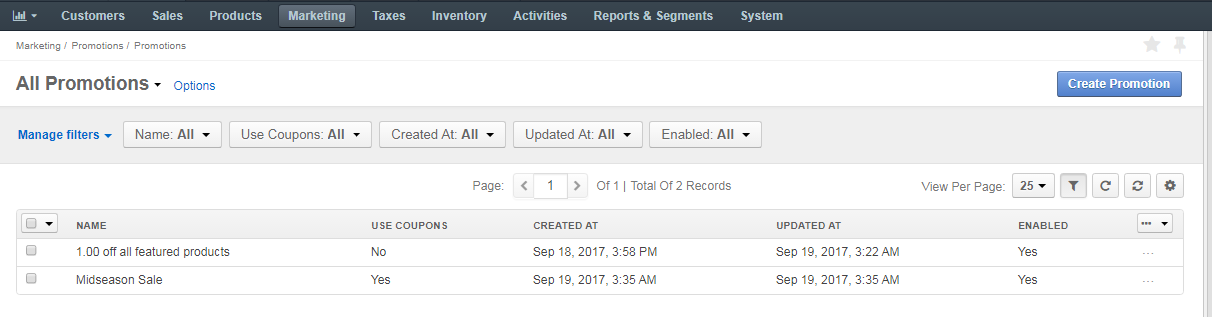 Customers Sales Products Marketing Taxes Inventory Activities Reports & Segments System
Marketing / Promotions / Promotions
All Promotions Options Create Promotion
Manage filters Name: All Use Coupons: All Created At: All Updated At: All Enabled: All
Page: 1 Of 1 | Total Of 2 Records View Per Page: 25
NAME USE COUPONS CREATED AT UPDATED AT ENABLED
1.00 off all featured products No Sep 18, 2017, 3:58 PM Sep 19, 2017, 3:22 AM Yes ...
Midseason Sale Yes Sep 19, 2017, 3:35 AM Sep 19, 2017, 3:35 AM Yes ...